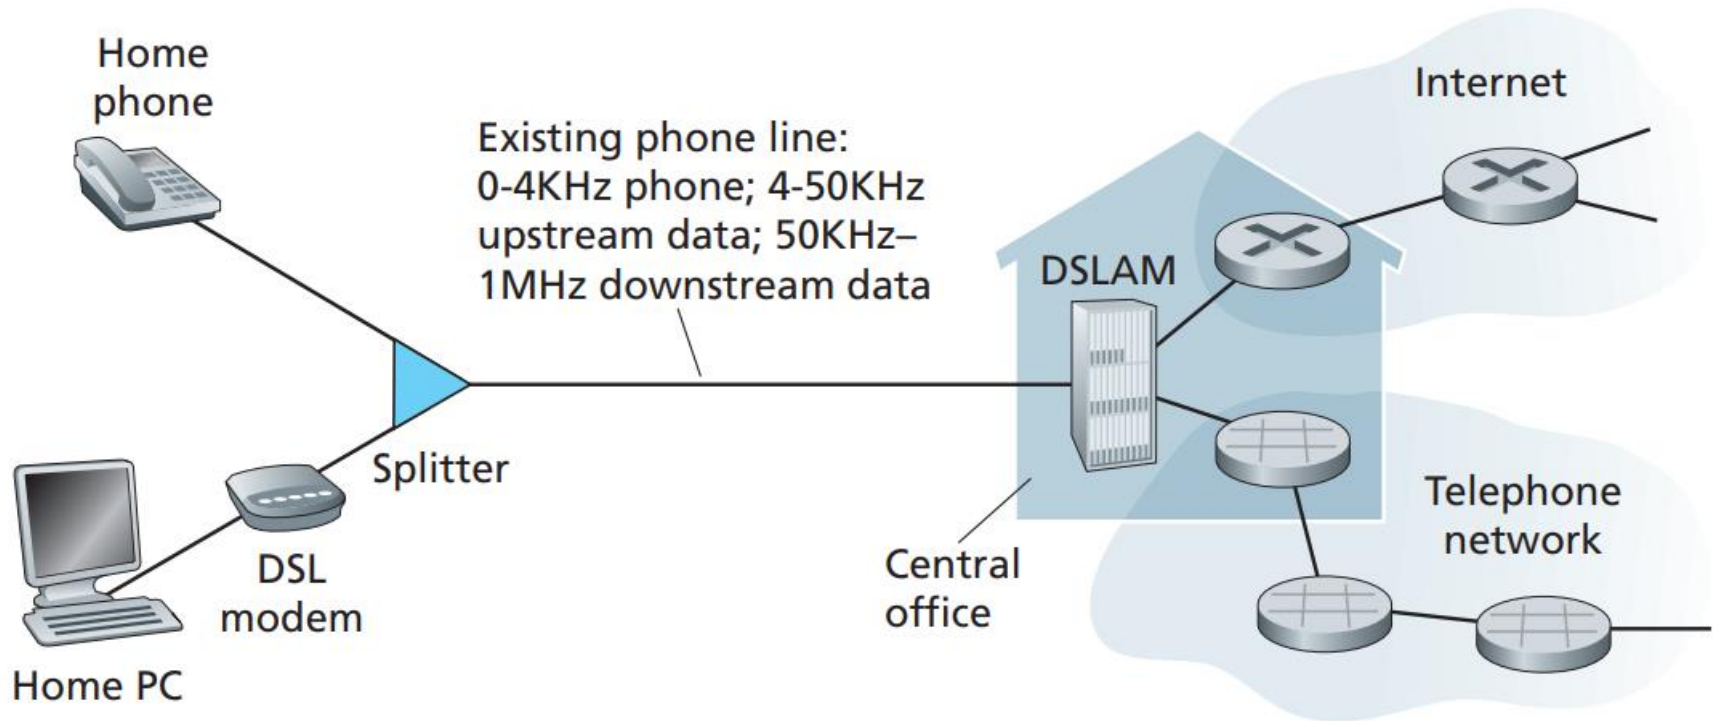 Home
phone
Existing phone line:
0-4KHz phone; 4-50KHz
upstream data; 50KHz–
1MHz downstream data
Internet
DSLAM
Splitter
DSL
modem
Home PC
Central
office
Telephone
network